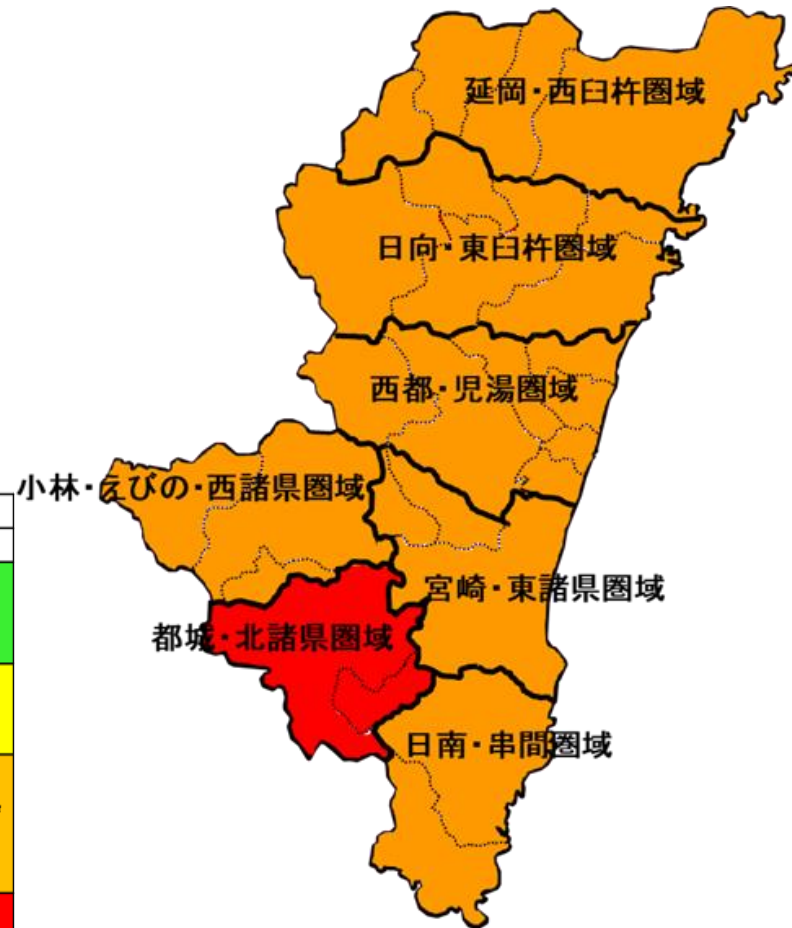 延岡・西臼杵圏域
日向・東臼杵圏域
西都・児湯圏域
小林・えびの・西諸県圏域
宮崎・東諸県圏域
都城・北諸県圏域
日南・串間圏域